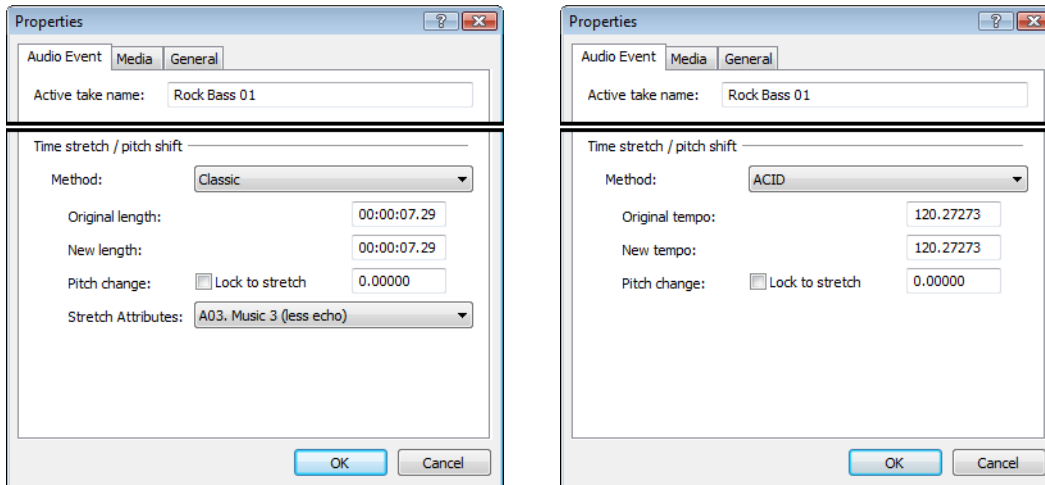 Properties
Audio Event Media General
Active take name: Rock Bass 01
Time stretch / pitch shift
Method: Classic
Original length: 00:00:07.29
New length: 00:00:07.29
Pitch change: Lock to stretch 0.00000
Stretch Attributes: A03. Music 3 (less echo)
OK Cancel
Properties
Audio Event Media General
Active take name: Rock Bass 01
Time stretch / pitch shift
Method: ACID
Original tempo: 120.27273
New tempo: 120.27273
Pitch change: Lock to stretch 0.00000
OK Cancel